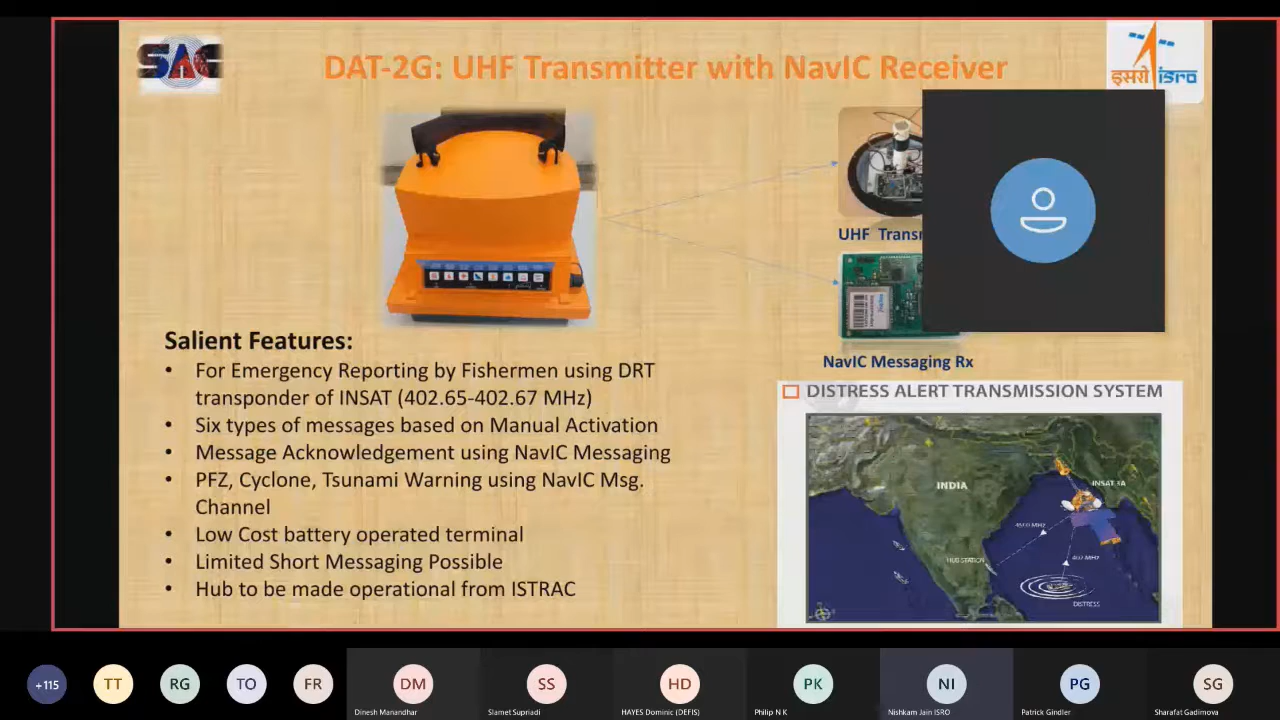 SAC
DAT-2G: UHF Transmitter with NavIC Receiver
इसरो isro
UHF Transm
NavIC Messaging Rx
Salient Features:
• For Emergency Reporting by Fishermen using DRT
transponder of INSAT (402.65-402.67 MHz)
• Six types of messages based on Manual Activation
• Message Acknowledgement using NavIC Messaging
• PFZ, Cyclone, Tsunami Warning using NavIC Msg.
Channel
• Low Cost battery operated terminal
• Limited Short Messaging Possible
• Hub to be made operational from ISTRAC
DISTRESS ALERT TRANSMISSION SYSTEM
INDIA
INSAT 3A
402 MHZ
HUB STATION
DISTRESS
+115
TT
RG
TO
FR
DM
SS
HD
PK
NI
PG
SG
Dinesh Manandhar
Slamet Supriadi
HAYES Dominic (DEFIS)
Philip N K
Nishkam Jain ISRO
Patrick Gindler
Sharafat Gadimova